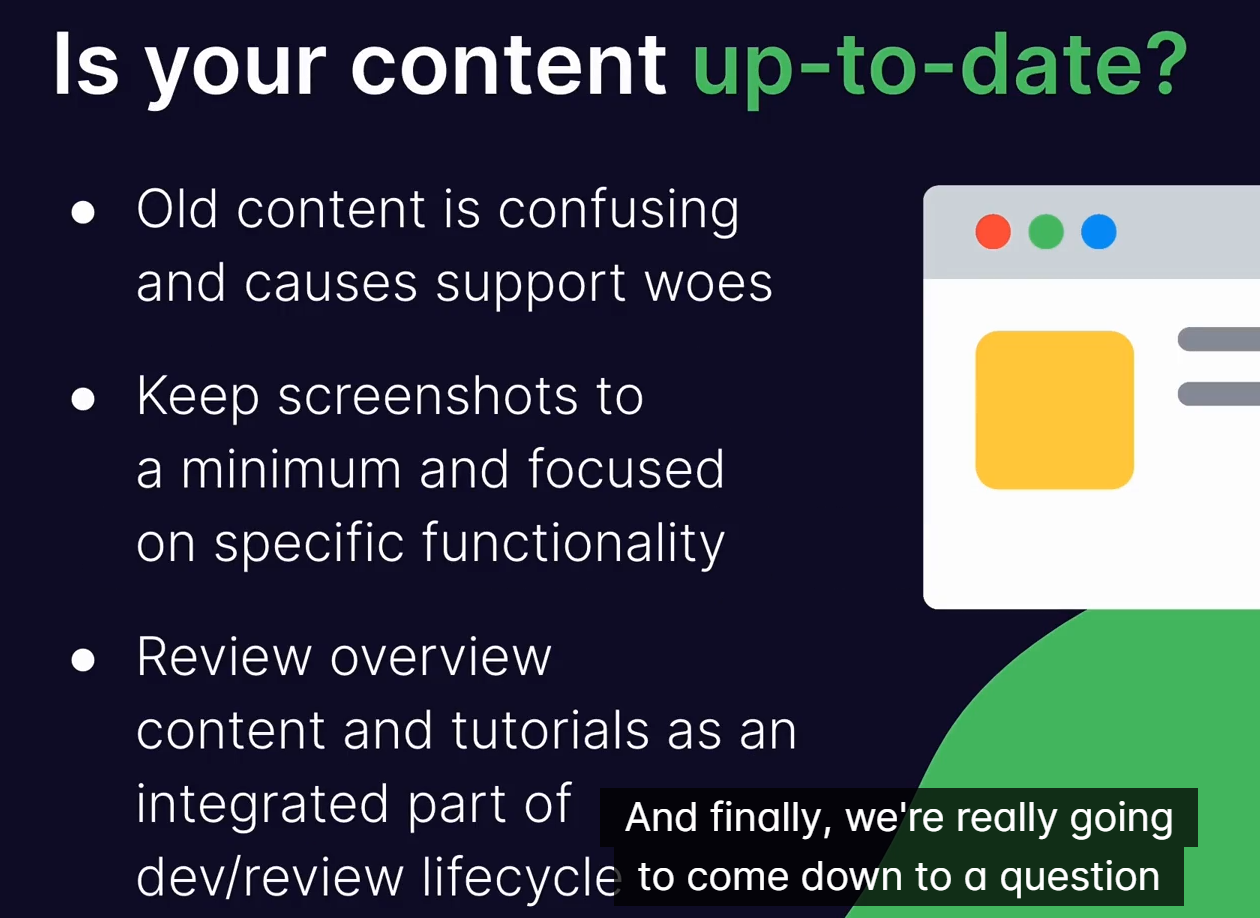 Is your content up-to-date?
● Old content is confusing
and causes support woes
● Keep screenshots to
a minimum and focused
on specific functionality
● Review overview
content and tutorials as an
integrated part of
dev/review lifecycle
And finally, we're really going
to come down to a question